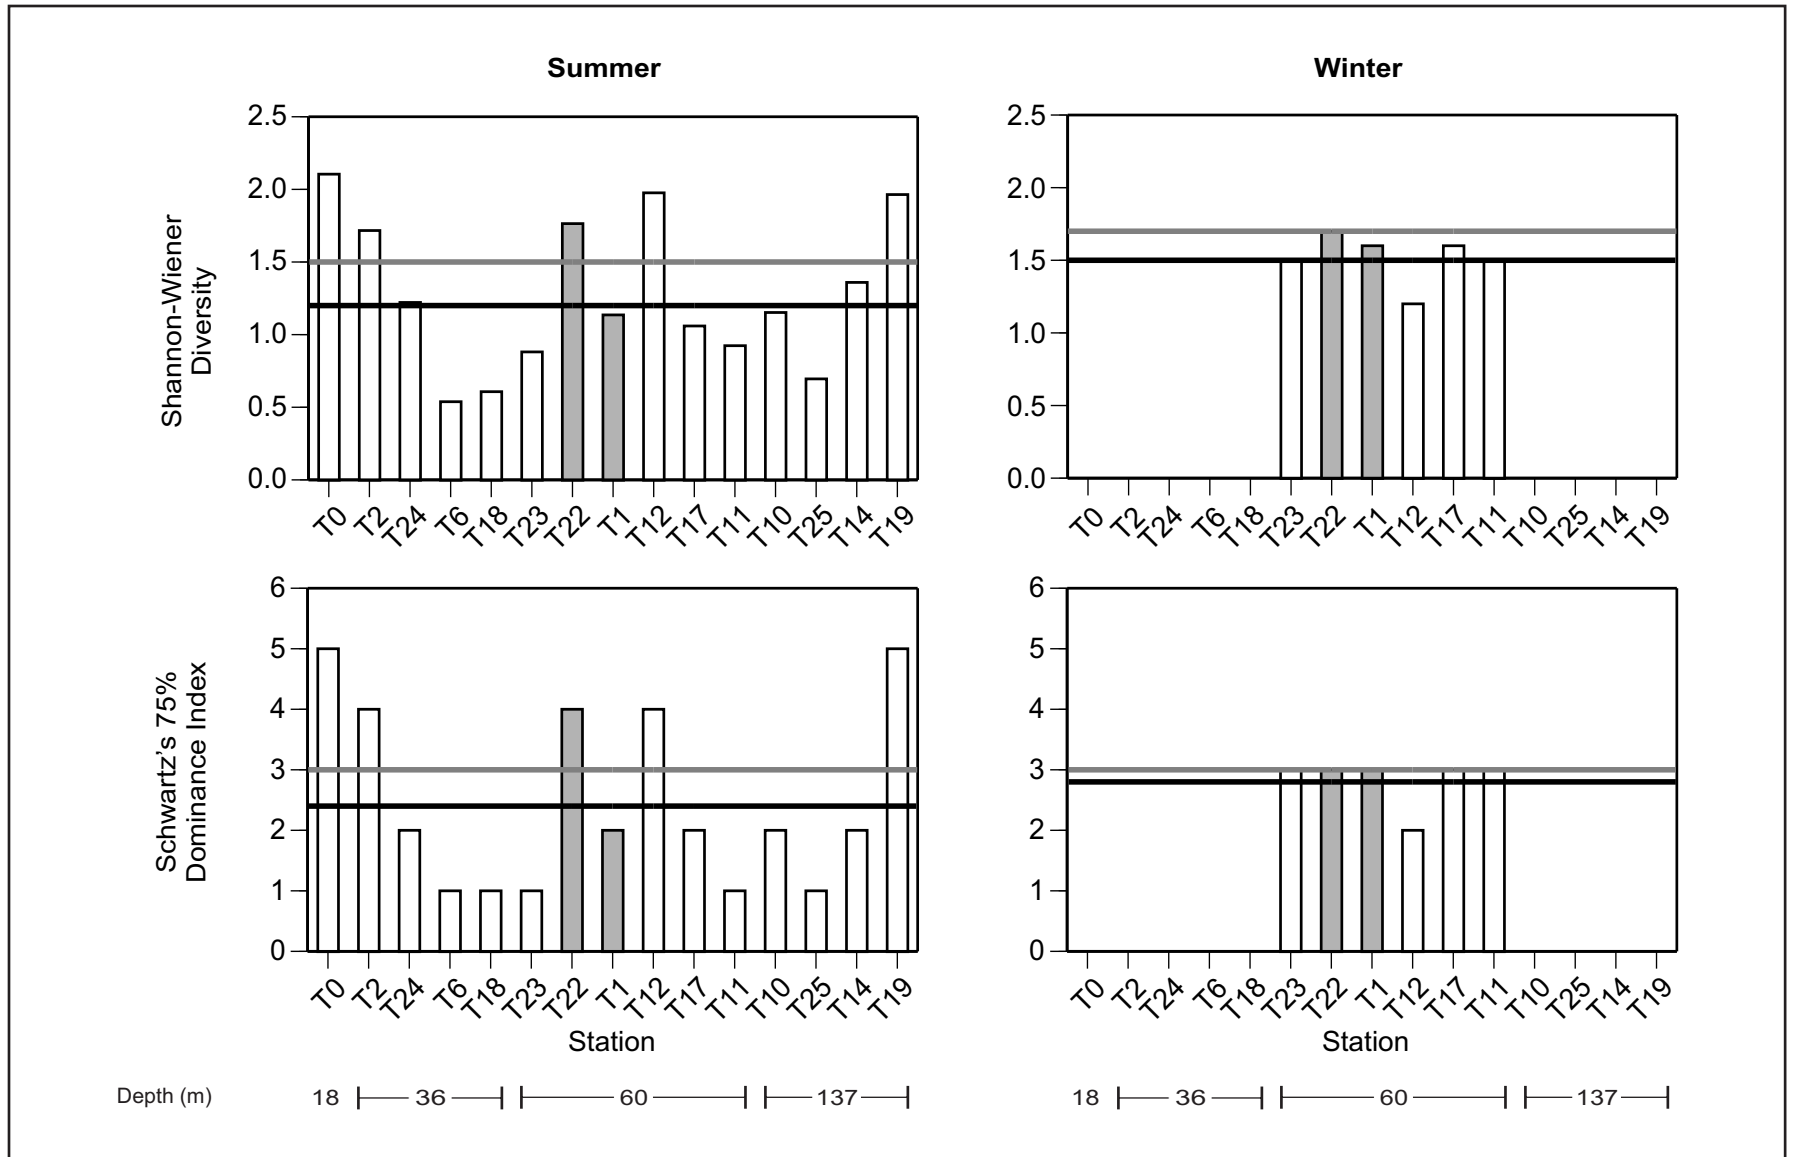 Summer
Shannon-Wiener
Diversity
2.5
2.0
1.5
1.0
0.5
0.0
T0 T2 T24 T6 T18 T23 T22 T1 T12 T17 T11 T10 T25 T14 T19
Winter
2.5
2.0
1.5
1.0
0.5
0.0
T0 T2 T24 T6 T18 T23 T22 T1 T12 T17 T11 T10 T25 T14 T19
Schwartz's 75%
Dominance Index
6
5
4
3
2
1
0
T0 T2 T24 T6 T18 T23 T22 T1 T12 T17 T11 T10 T25 T14 T19
Station
6
5
4
3
2
1
0
T0 T2 T24 T6 T18 T23 T22 T1 T12 T17 T11 T10 T25 T14 T19
Station
Depth (m) 18 36 60 137 18 36 60 137